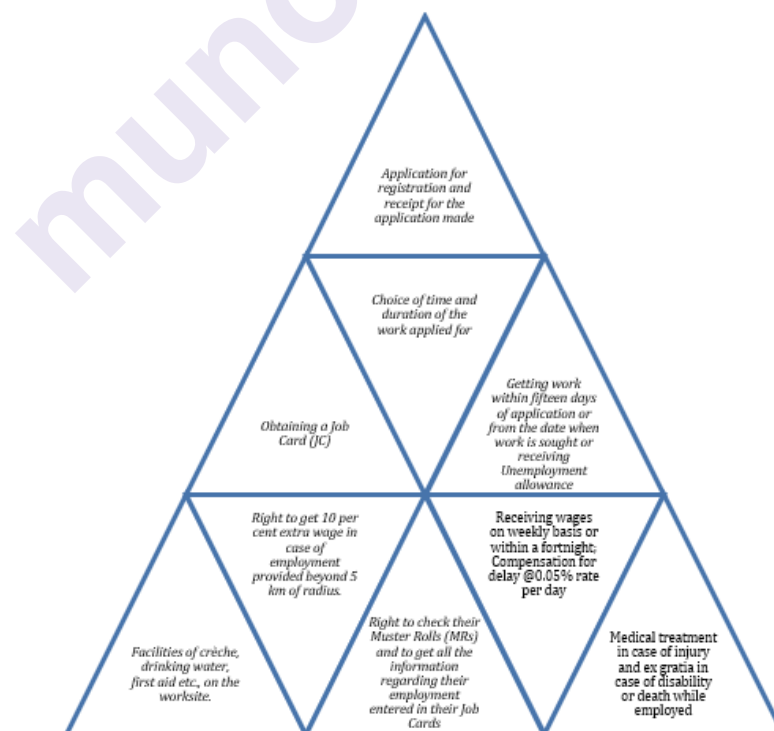 Application for
registration and
receipt for the
application made
Choice of time and
duration of the
work applied for
Obtaining a Job
Card (JC)
Getting work
within fifteen days
of application or
from the date when
work is sought or
receiving
Unemployment
allowance
Right to get 10 per
cent extra wage in
case of
employment
provided beyond 5
km of radius.
Receiving wages
on weekly basis or
within a fortnight;
Compensation for
delay @0.05% rate
per day
Facilities of crèche,
drinking water,
first aid etc., on the
worksite.
Right to check their
Muster Rolls (MRs)
and to get all the
information
regarding their
employment
entered in their Job
Cards
Medical treatment
in case of injury
and ex gratia in
case of disability
or death while
employed